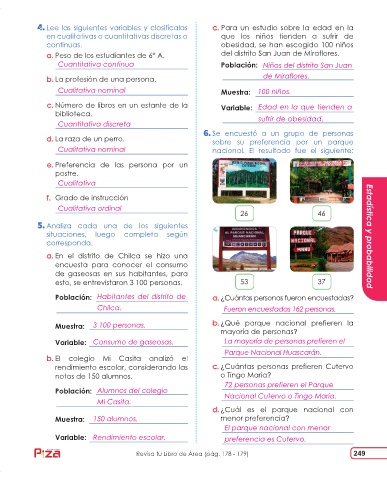 4. Lee las siguientes variables y clasifícalas
en cualitativas o cuantitativas discretas o
continuas.
a. Peso de los estudiantes de 6° A.
Cuantitativa continua
b. La profesión de una persona.
Cualitativa nominal
c. Número de libros en un estante de la
biblioteca.
Cuantitativa discreta
d. La raza de un perro.
Cualitativa nominal
e. Preferencia de las persona por un
postre.
Cualitativa
f. Grado de instrucción
Cualitativa ordinal
5. Analiza cada una de los siguientes
situaciones, luego completa según
corresponda.
a. En el distrito de Chilca se hizo una
encuesta para conocer el consumo
de gaseosas en sus habitantes, para
esto, se entrevistaron 3 100 personas.
Población: Habitantes del distrito de
Chilca.
Muestra: 3 100 personas.
Variable: Consumo de gaseosas.
b. El colegio Mi Casita analizó el
rendimiento escolar, considerando las
notas de 150 alumnos.
Población: Alumnos del colegio
Mi Casita.
Muestra: 150 alumnos.
Variable: Rendimiento escolar.
c. Para un estudio sobre la edad en la
que los niños tienden a sufrir de
obesidad, se han escogido 100 niños
del distrito San Juan de Miraflores.
Población: Niños del distrito San Juan
de Miraflores.
Muestra: 100 niños.
Variable: Edad en la que tienden a
sufrir de obesidad.
6. Se encuestó a un grupo de personas
sobre su preferencia por un parque
nacional. El resultado fue el siguiente:
26
46
PARQUE
NACIONAL
MANU
53
37
a. ¿Cuántas personas fueron encuestadas?
Fueron encuestados 162 personas.
b. ¿Qué parque nacional prefieren la
mayoría de personas?
La mayoría de personas prefieren el
Parque Nacional Huascarán.
c. ¿Cuántas personas prefieren Cutervo
o Tingo María?
72 personas prefieren el Parque
Nacional Cutervo o Tingo María.
d. ¿Cuál es el parque nacional con
menor preferencia?
El parque nacional con menor
preferencia es Cutervo.
Estadística y probabilidad
Pizza
Revisa tu Libro de Área (pág. 178 - 179)
249